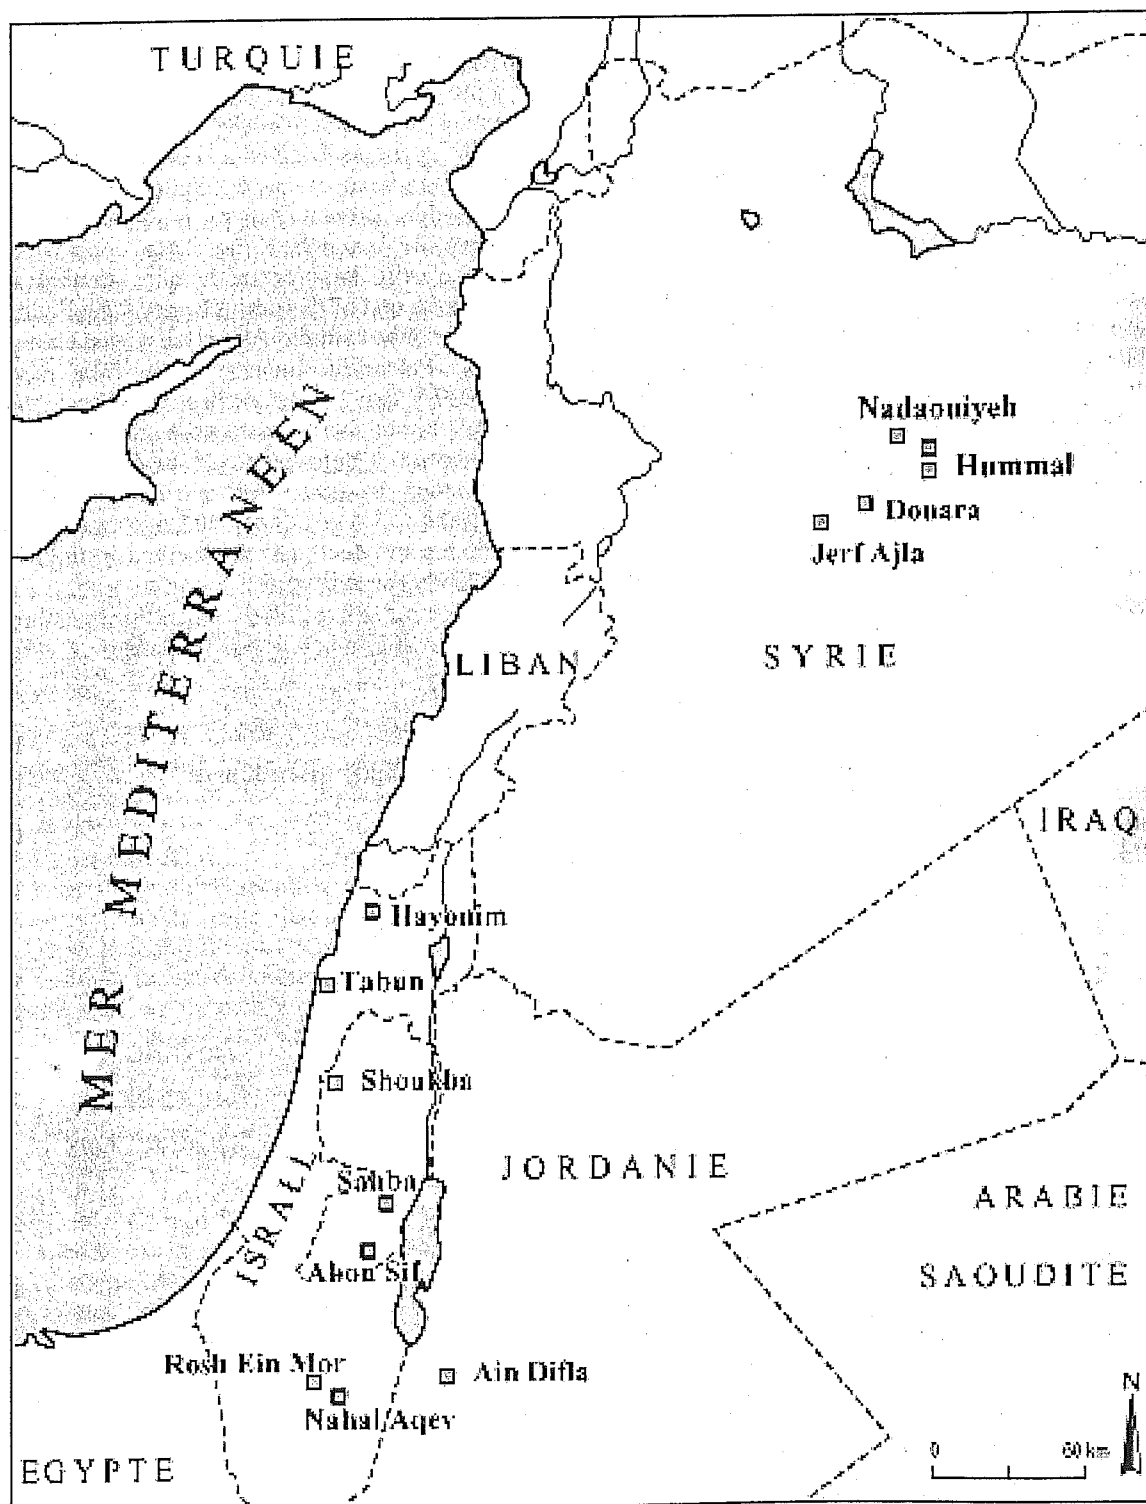 TURQUIE
MER MEDITERRANEEN
Nadaouiyeh
Hummal
Douara
Jerf Ajla
LIBAN
SYRIE
IRAQ
Hayonim
Tabun
Shoukba
JORDANIE
Sahba
ISRALI
ARABIE
SAOUDITE
Abou Sif
Rosh Ein Mor
Ain Difla
Nahal Aqev
N
0 60 km
EGYPTE